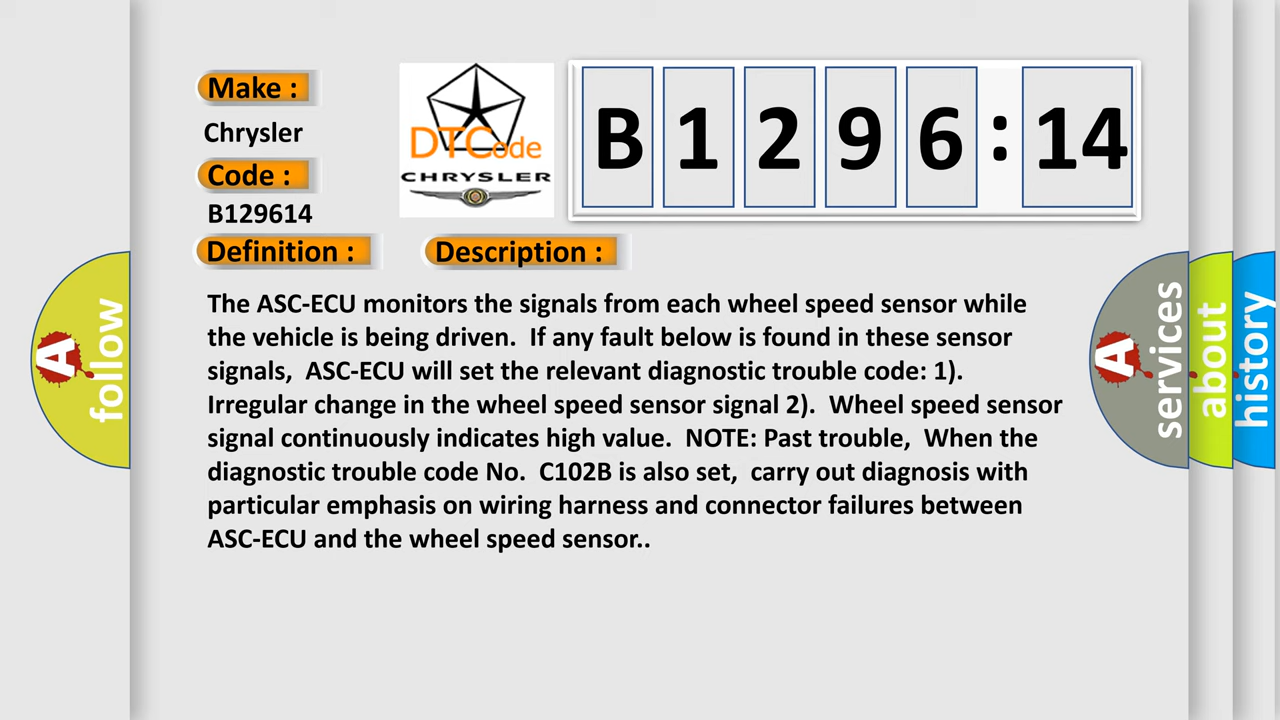 Make :
Chrysler
Code :
B129614
DTCode
CHRYSLER
B 1 2 9 6 : 14
Definition :
Description :
The ASC-ECU monitors the signals from each wheel speed sensor while
the vehicle is being driven.  If any fault below is found in these sensor
signals,  ASC-ECU will set the relevant diagnostic trouble code: 1).
Irregular change in the wheel speed sensor signal 2).  Wheel speed sensor
signal continuously indicates high value.  NOTE: Past trouble,  When the
diagnostic trouble code No.  C102B is also set,  carry out diagnosis with
particular emphasis on wiring harness and connector failures between
ASC-ECU and the wheel speed sensor..
A
follow
A
services
about
history